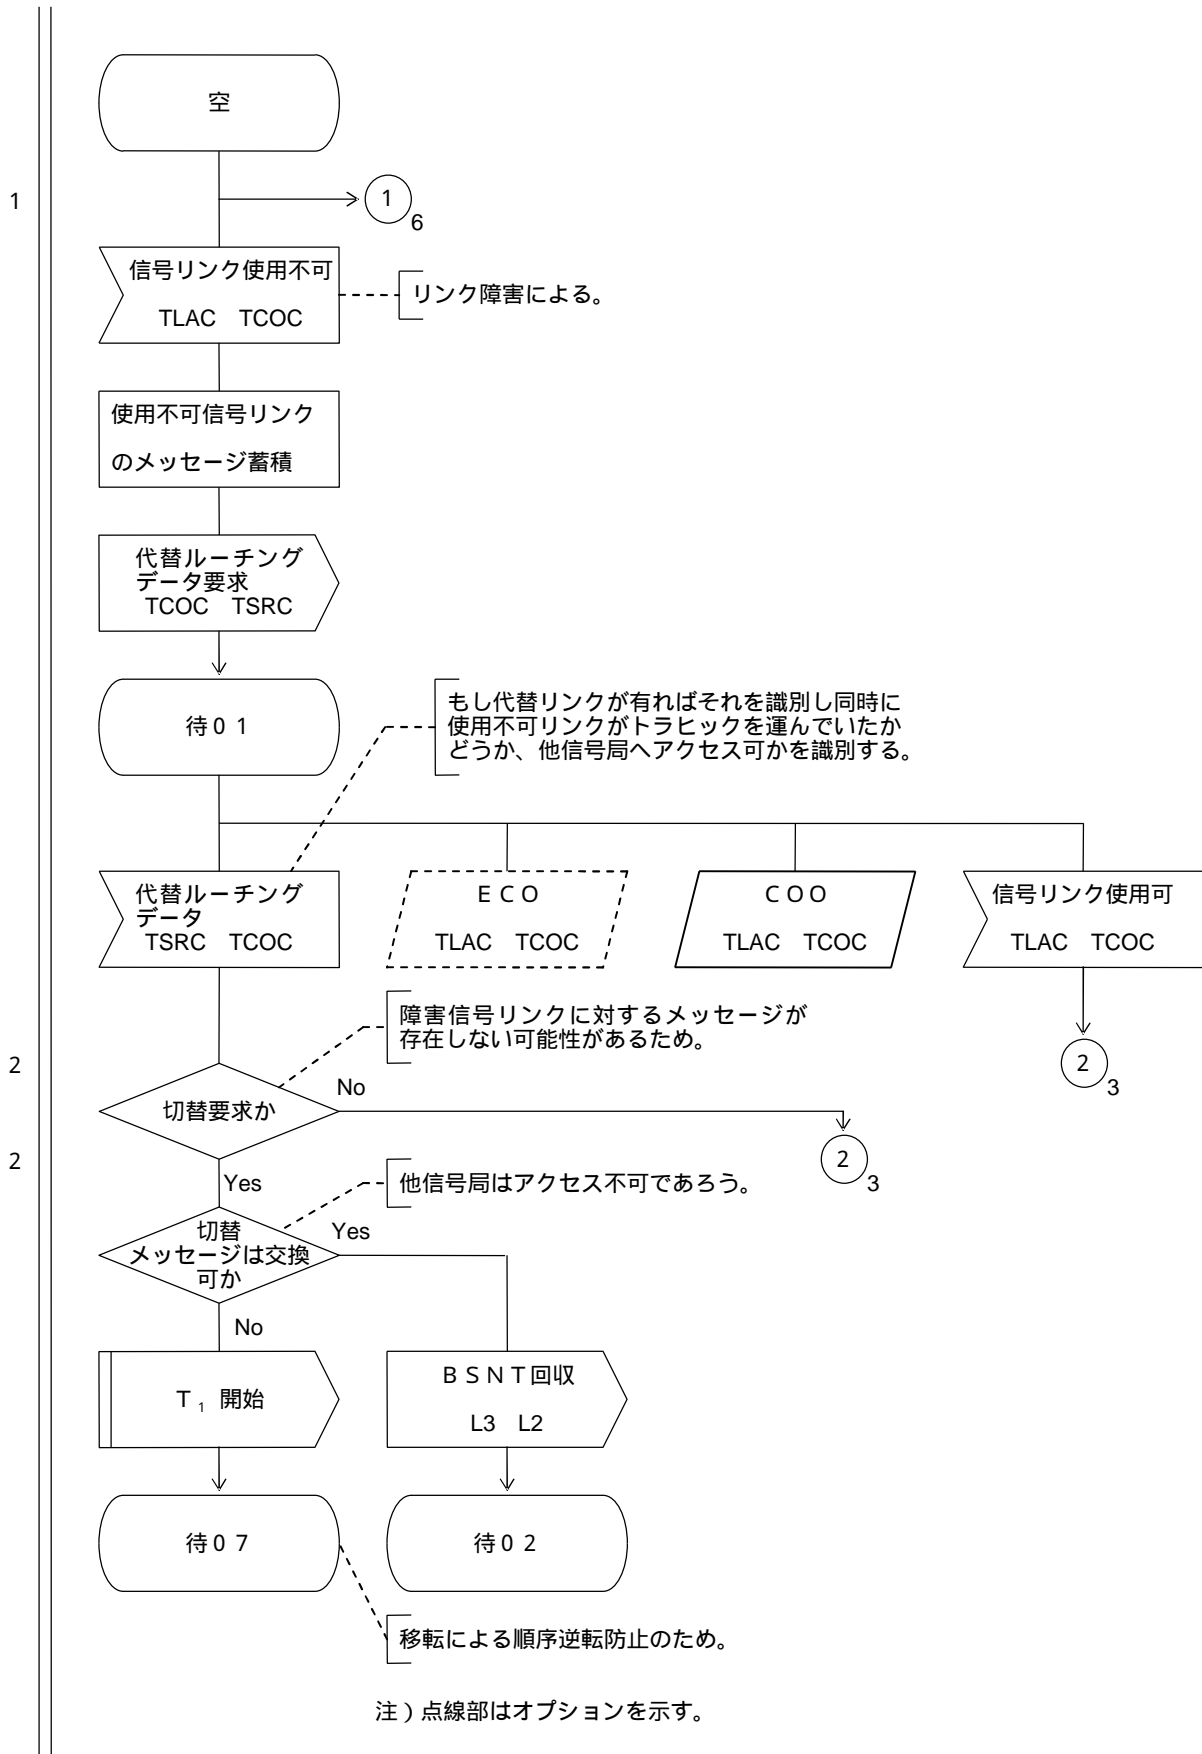 空
1
1
6
信号リンク使用不可
TLAC TCOC
リンク障害による。
使用不可信号リンク
のメッセージ蓄積
代替ルーチング
データ要求
TCOC TSRC
待01
もし代替リンクが有ればそれを識別し同時に
使用不可リンクがトラヒックを運んでいたか
どうか、他信号局へアクセス可かを識別する。
代替ルーチング
データ
TSRC TCOC
ECO
TLAC TCOC
COO
TLAC TCOC
信号リンク使用可
TLAC TCOC
障害信号リンクに対するメッセージが
存在しない可能性があるため。
2
3
2
切替要求か
No
2
3
2
Yes
他信号局はアクセス不可であろう。
切替
メッセージは交換
可か
Yes
No
T₁ 開始
BSNT回収
L3 L2
待07
待02
移転による順序逆転防止のため。
注)点線部はオプションを示す。